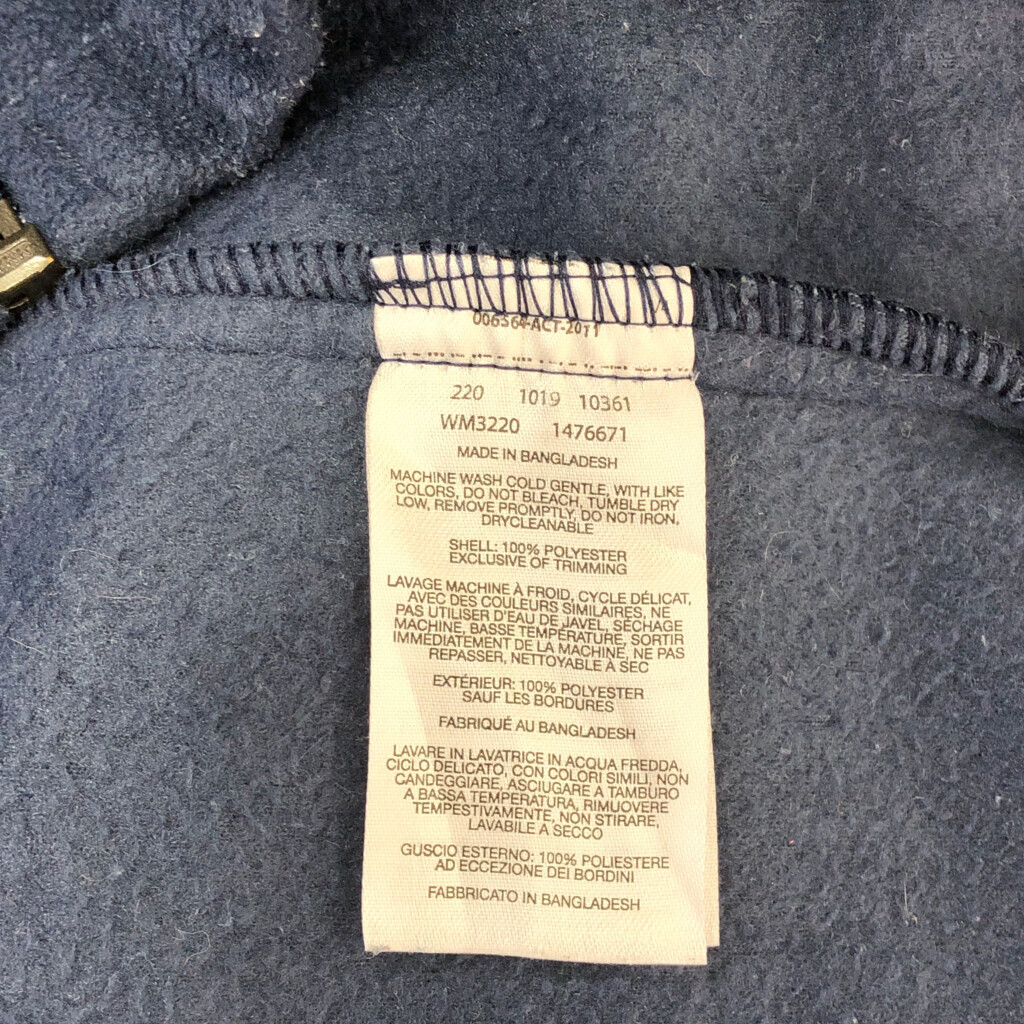 006564-ACT-2011
220 1019 10361
WM3220 1476671
MADE IN BANGLADESH
MACHINE WASH COLD GENTLE, WITH LIKE
COLORS, DO NOT BLEACH, TUMBLE DRY
LOW, REMOVE PROMPTLY, DO NOT IRON,
DRYCLEANABLE
SHELL: 100% POLYESTER
EXCLUSIVE OF TRIMMING
LAVAGE MACHINE À FROID, CYCLE DÉLICAT,
AVEC DES COULEURS SIMILAIRES, NE
PAS UTILISER D'EAU DE JAVEL, SÉCHAGE
MACHINE, BASSE TEMPÉRATURE, SORTIR
IMMÉDIATEMENT DE LA MACHINE, NE PAS
REPASSER, NETTOYABLE À SEC
EXTÉRIEUR: 100% POLYESTER
SAUF LES BORDURES
FABRIQUÉ AU BANGLADESH
LAVARE IN LAVATRICE IN ACQUA FREDDA,
CICLO DELICATO, CON COLORI SIMILI, NON
CANDEGGIARE, ASCIUGARE A TAMBURO
A BASSA TEMPERATURA, RIMUOVERE
TEMPESTIVAMENTE, NON STIRARE,
LAVABILE A SECCO
GUSCIO ESTERNO: 100% POLIESTERE
AD ECCEZIONE DEI BORDINI
FABBRICATO IN BANGLADESH